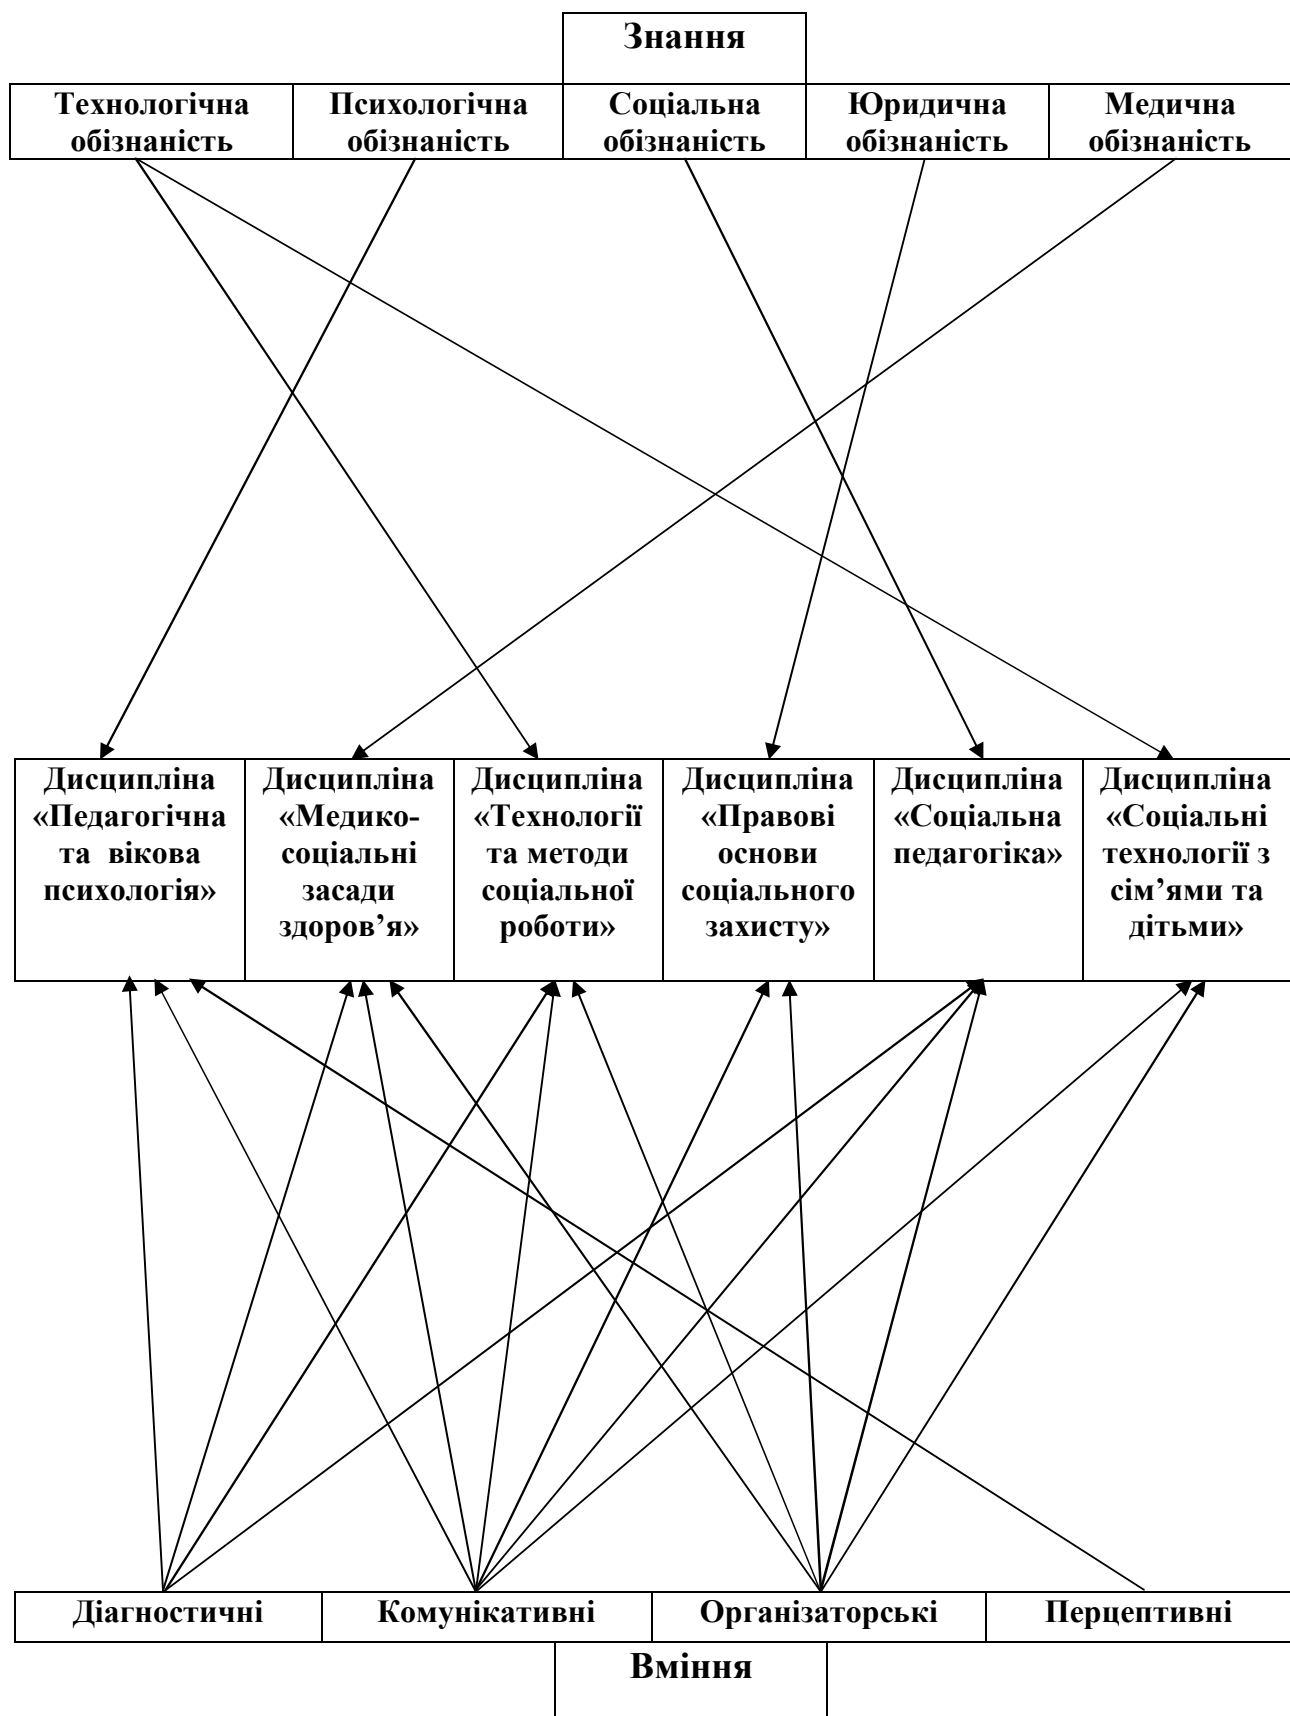 Знання
Технологічна обізнаність
Психологічна обізнаність
Соціальна обізнаність
Юридична обізнаність
Медична обізнаність
Дисципліна
«Педагогічна
та вікова
психологія»
Дисципліна
«Медико-
соціальні
засади
здоров’я»
Дисципліна
«Технології
та методи
соціальної
роботи»
Дисципліна
«Правові
основи
соціального
захисту»
Дисципліна
«Соціальна
педагогіка»
Дисципліна
«Соціальні
технології з
сім’ями та
дітьми»
Діагностичні
Комунікативні
Організаторські
Перцептивні
Вміння